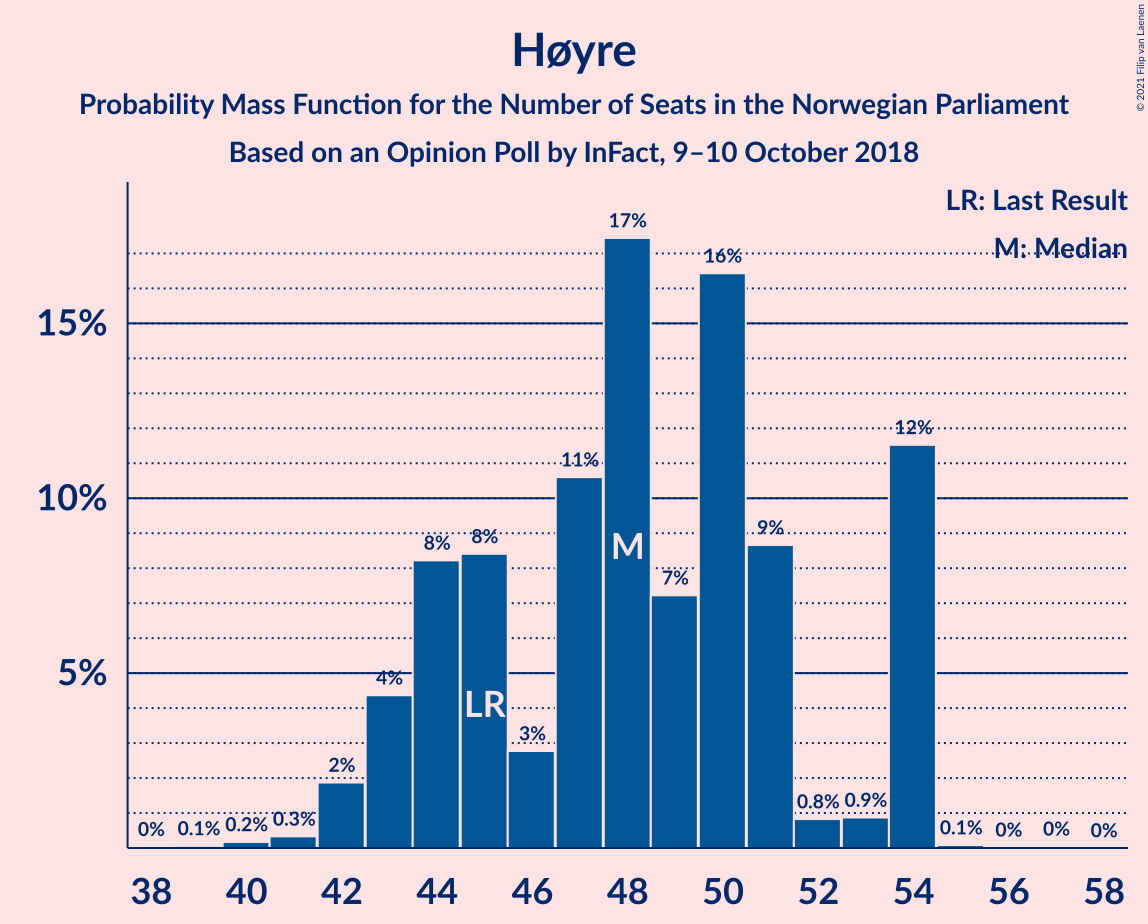 Høyre
Probability Mass Function for the Number of Seats in the Norwegian Parliament
Based on an Opinion Poll by InFact, 9–10 October 2018
© 2021 Filip van Laenen
LR: Last Result
M: Median
15%
10%
5%
0%
0.1%
0.2%
0.3%
2%
4%
8%
8%
3%
11%
17%
7%
16%
9%
0.8%
0.9%
12%
0.1%
0%
0%
0%
LR
M
38 40 42 44 46 48 50 52 54 56 58